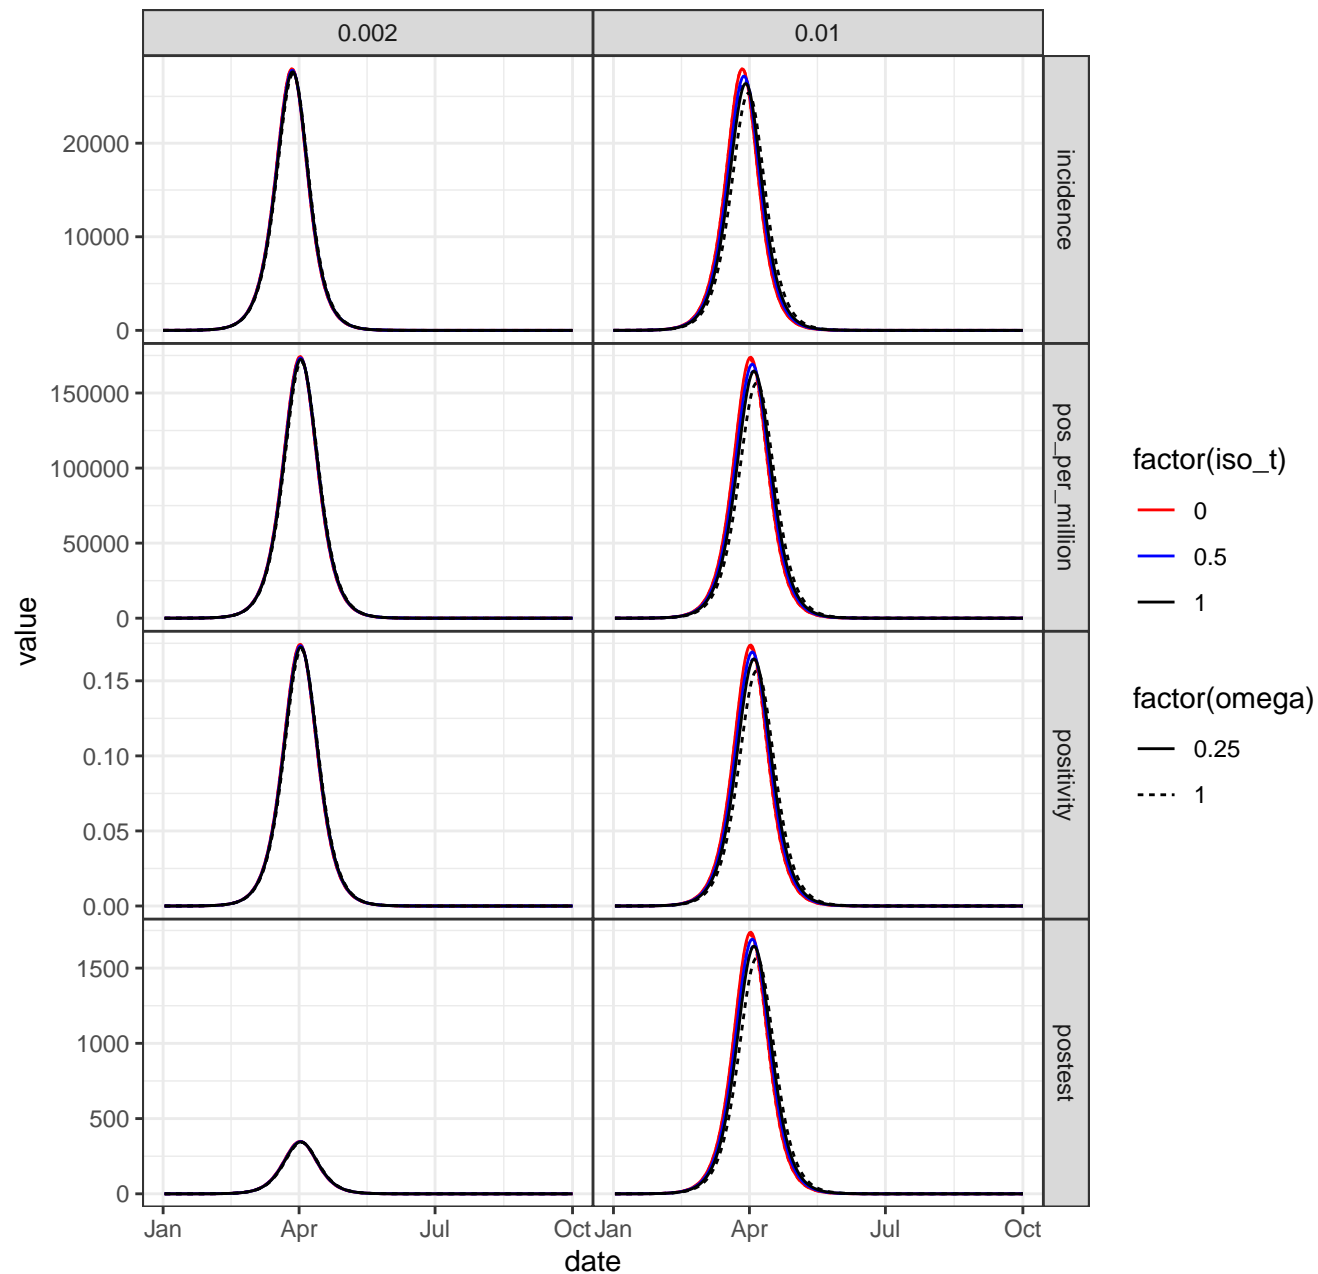 0.002
0.01
20000
10000
0
incidence
150000
100000
50000
0
pos_per_million
0.15
0.10
0.05
0.00
positivity
1500
1000
500
0
postest
Jan
Apr
Jul
Oct
Jan
Apr
Jul
Oct
date
value
factor(iso_t)
0
0.5
1
factor(omega)
0.25
1